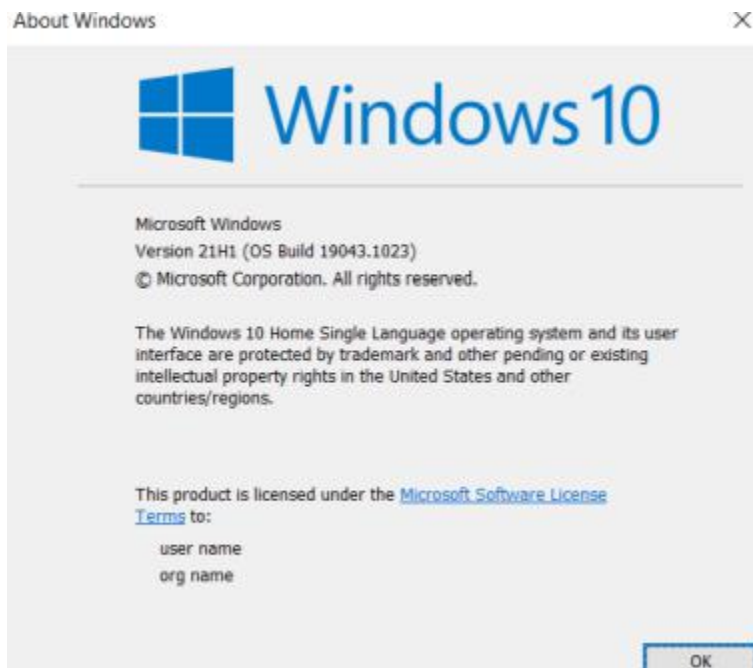 About Windows
Windows 10
Microsoft Windows
Version 21H1 (OS Build 19043.1023)
© Microsoft Corporation. All rights reserved.
The Windows 10 Home Single Language operating system and its user
interface are protected by trademark and other pending or existing
intellectual property rights in the United States and other
countries/regions.
This product is licensed under the Microsoft Software License
Terms to:
user name
org name
OK